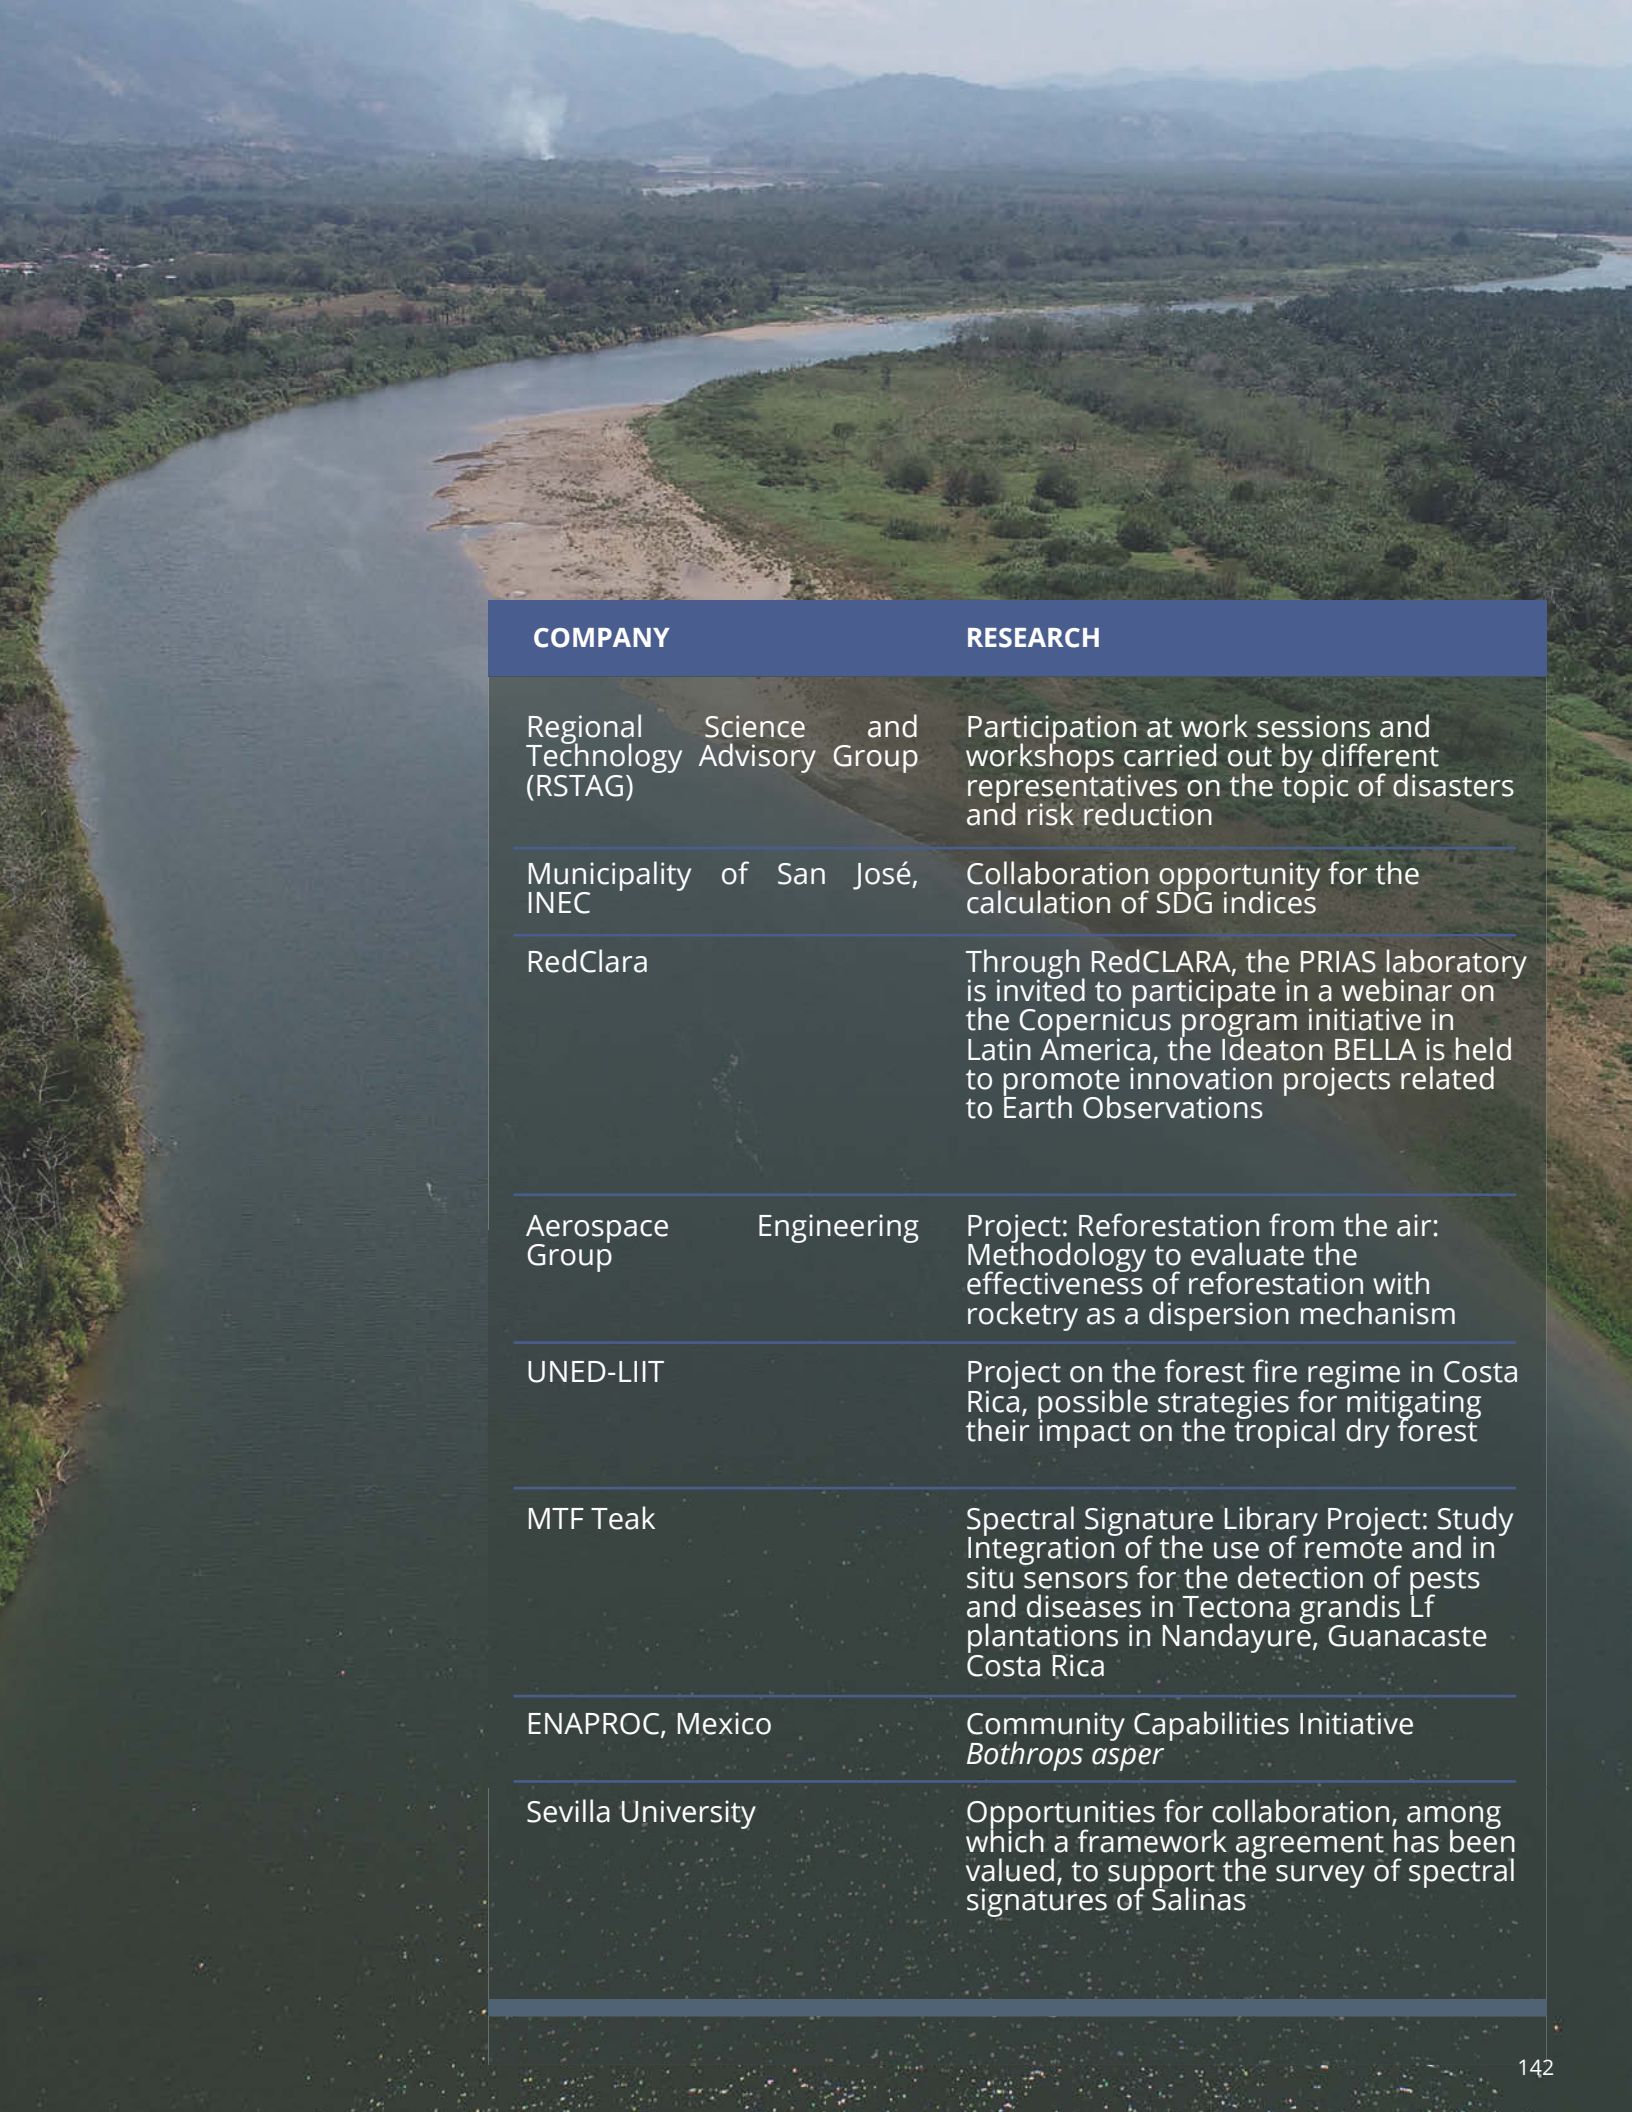 COMPANY
RESEARCH
Regional Science and
Technology Advisory Group
(RSTAG)
Participation at work sessions and
workshops carried out by different
representatives on the topic of disasters
and risk reduction
Municipality of San José,
INEC
Collaboration opportunity for the
calculation of SDG indices
RedClara
Through RedCLARA, the PRIAS laboratory
is invited to participate in a webinar on
the Copernicus program initiative in
Latin America, the Ideaton BELLA is held
to promote innovation projects related
to Earth Observations
Aerospace Engineering
Group
Project: Reforestation from the air:
Methodology to evaluate the
effectiveness of reforestation with
rocketry as a dispersion mechanism
UNED-LIIT
Project on the forest fire regime in Costa
Rica, possible strategies for mitigating
their impact on the tropical dry forest
MTF Teak
Spectral Signature Library Project: Study
Integration of the use of remote and in
situ sensors for the detection of pests
and diseases in Tectona grandis Lf
plantations in Nandayure, Guanacaste
Costa Rica
ENAPROC, Mexico
Community Capabilities Initiative
Bothrops asper
Sevilla University
Opportunities for collaboration, among
which a framework agreement has been
valued, to support the survey of spectral
signatures of Salinas
142